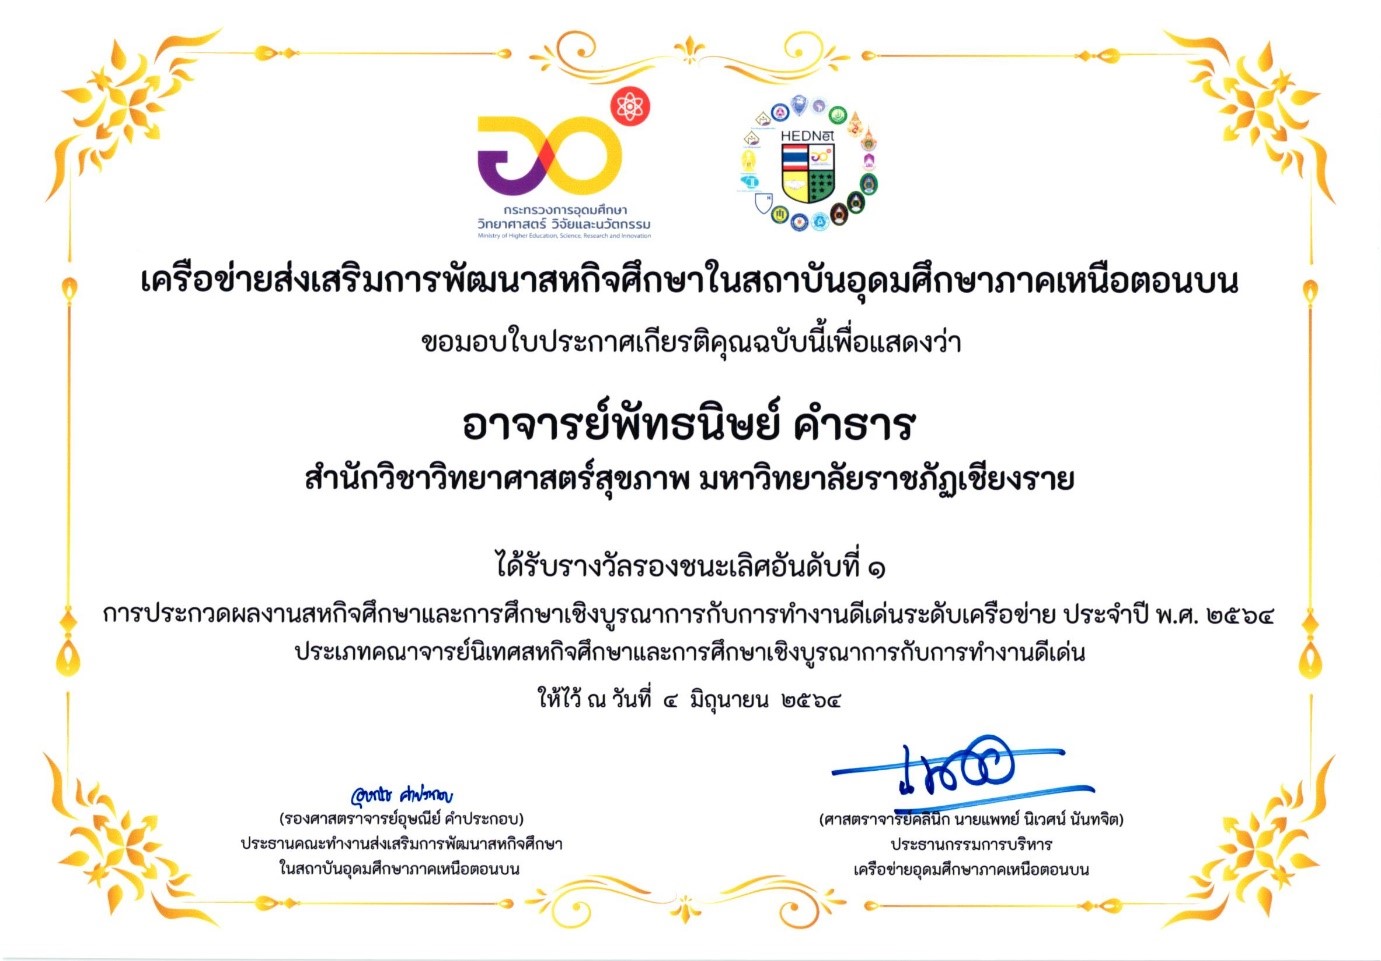 กระทรวงการอุดมศึกษา
วิทยาศาสตร์ วิจัยและนวัตกรรม
Ministry of Higher Education, Science, Research and Innovation
HEDNet
เครือข่ายส่งเสริมการพัฒนาสหกิจศึกษาในสถาบันอุดมศึกษาภาคเหนือตอนบน
ขอมอบใบประกาศเกียรติคุณฉบับนี้เพื่อแสดงว่า
อาจารย์พัทธนิษย์ คำธาร
สำนักวิชาวิทยาศาสตร์สุขภาพ มหาวิทยาลัยราชภัฏเชียงราย
ได้รับรางวัลรองชนะเลิศอันดับที่ ๑
การประกวดผลงานสหกิจศึกษาและการศึกษาเชิงบูรณาการกับการทำงานดีเด่นระดับเครือข่าย ประจำปี พ.ศ. ๒๕๖๔
ประเภทคณาจารย์นิเทศสหกิจศึกษาและการศึกษาเชิงบูรณาการกับการทำงานดีเด่น
ให้ไว้ ณ วันที่ ๔ มิถุนายน ๒๕๖๔
(รองศาสตราจารย์อุษณีย์ คำประกอบ)
ประธานคณะทำงานส่งเสริมการพัฒนาสหกิจศึกษา
ในสถาบันอุดมศึกษาภาคเหนือตอนบน
(ศาสตราจารย์คลินิก นายแพทย์ นิเวศน์ นันทจิต)
ประธานกรรมการบริหาร
เครือข่ายอุดมศึกษาภาคเหนือตอนบน